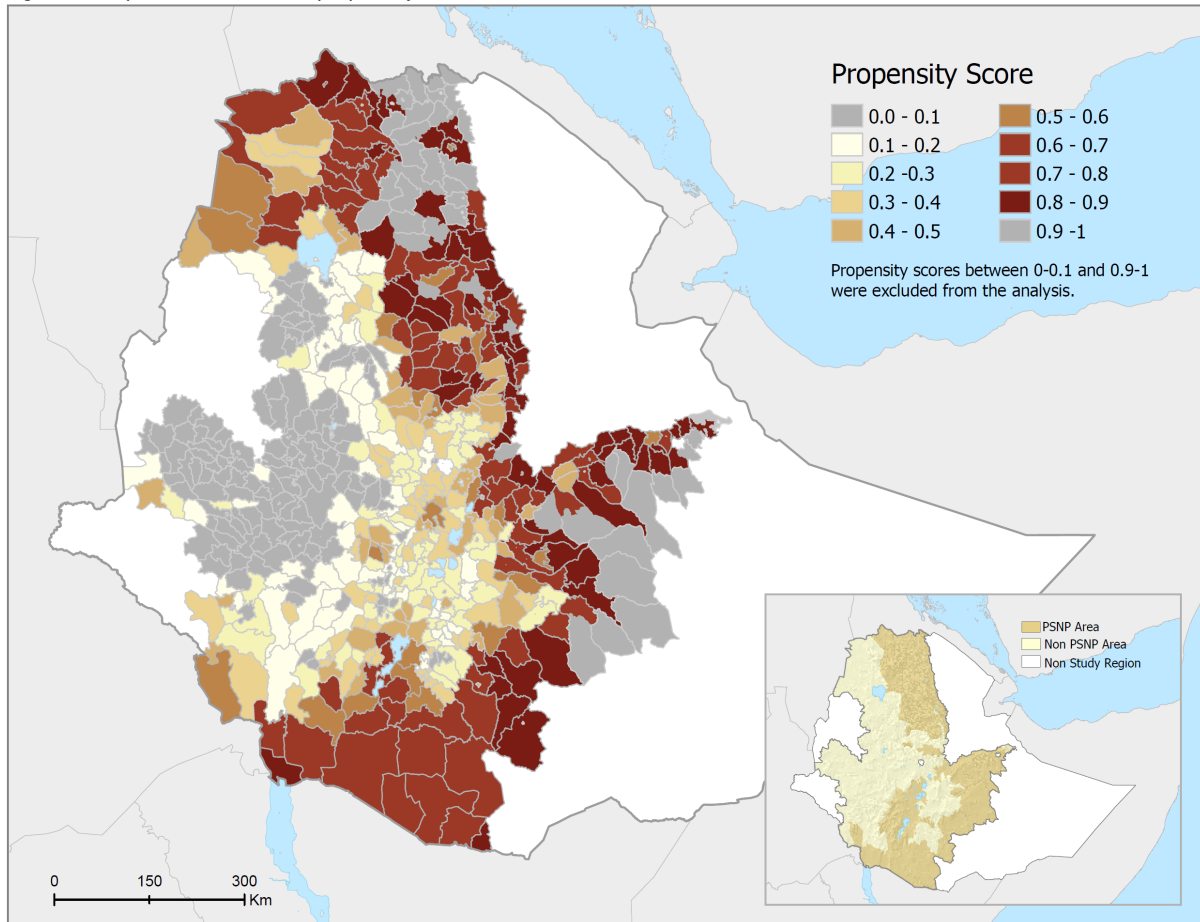 Propensity Score
0.0 - 0.1
0.1 - 0.2
0.2 -0.3
0.3 - 0.4
0.4 - 0.5
0.5 - 0.6
0.6 - 0.7
0.7 - 0.8
0.8 - 0.9
0.9 -1
Propensity scores between 0-0.1 and 0.9-1
were excluded from the analysis.
PSNP Area
Non PSNP Area
Non Study Region
0 150 300
Km